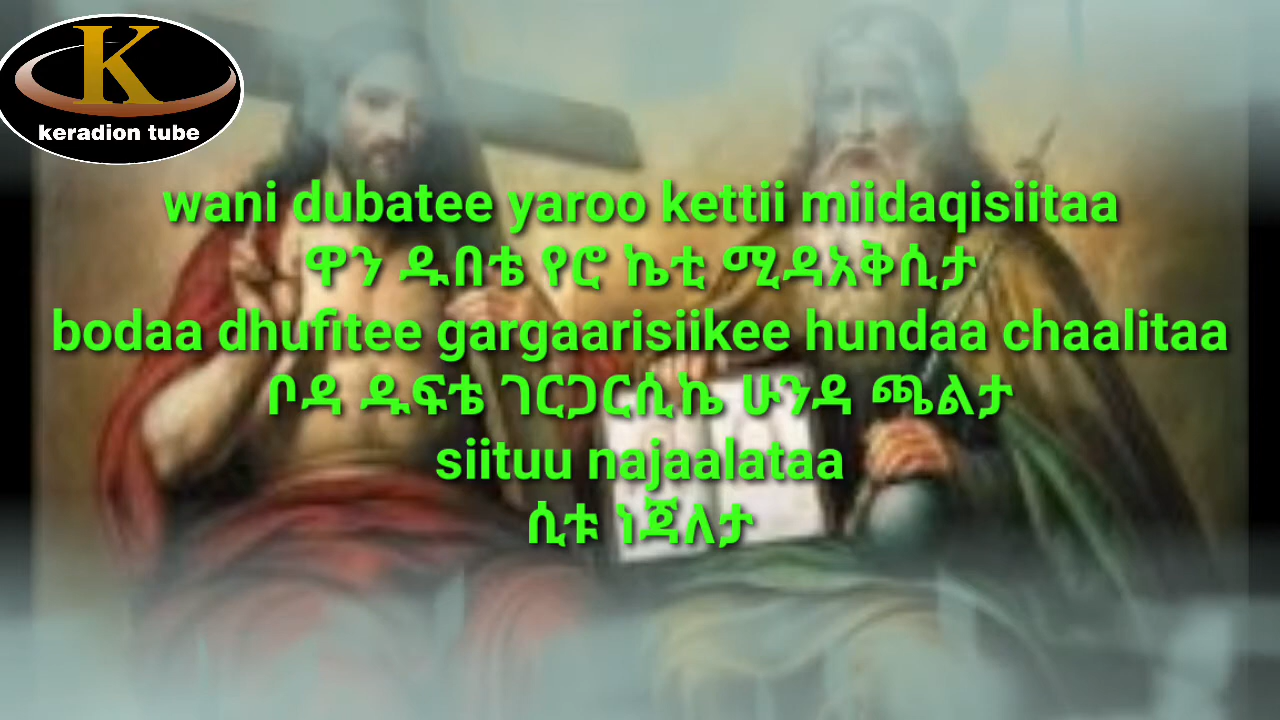 K
keradion tube
wani dubatee yaroo kettii miidaqisiitaa
ዋን ዱበቴ የሮ ኬቲ ሚዳአቅሲታ
bodaa dhufitee gargaarisiikee hundaa chaalitaa
ቦዳ ዱፍቴ ገርጋርሲኬ ሁንዳ ጫልታ
siituu najaalataa
ሲቱ ነጃለታ